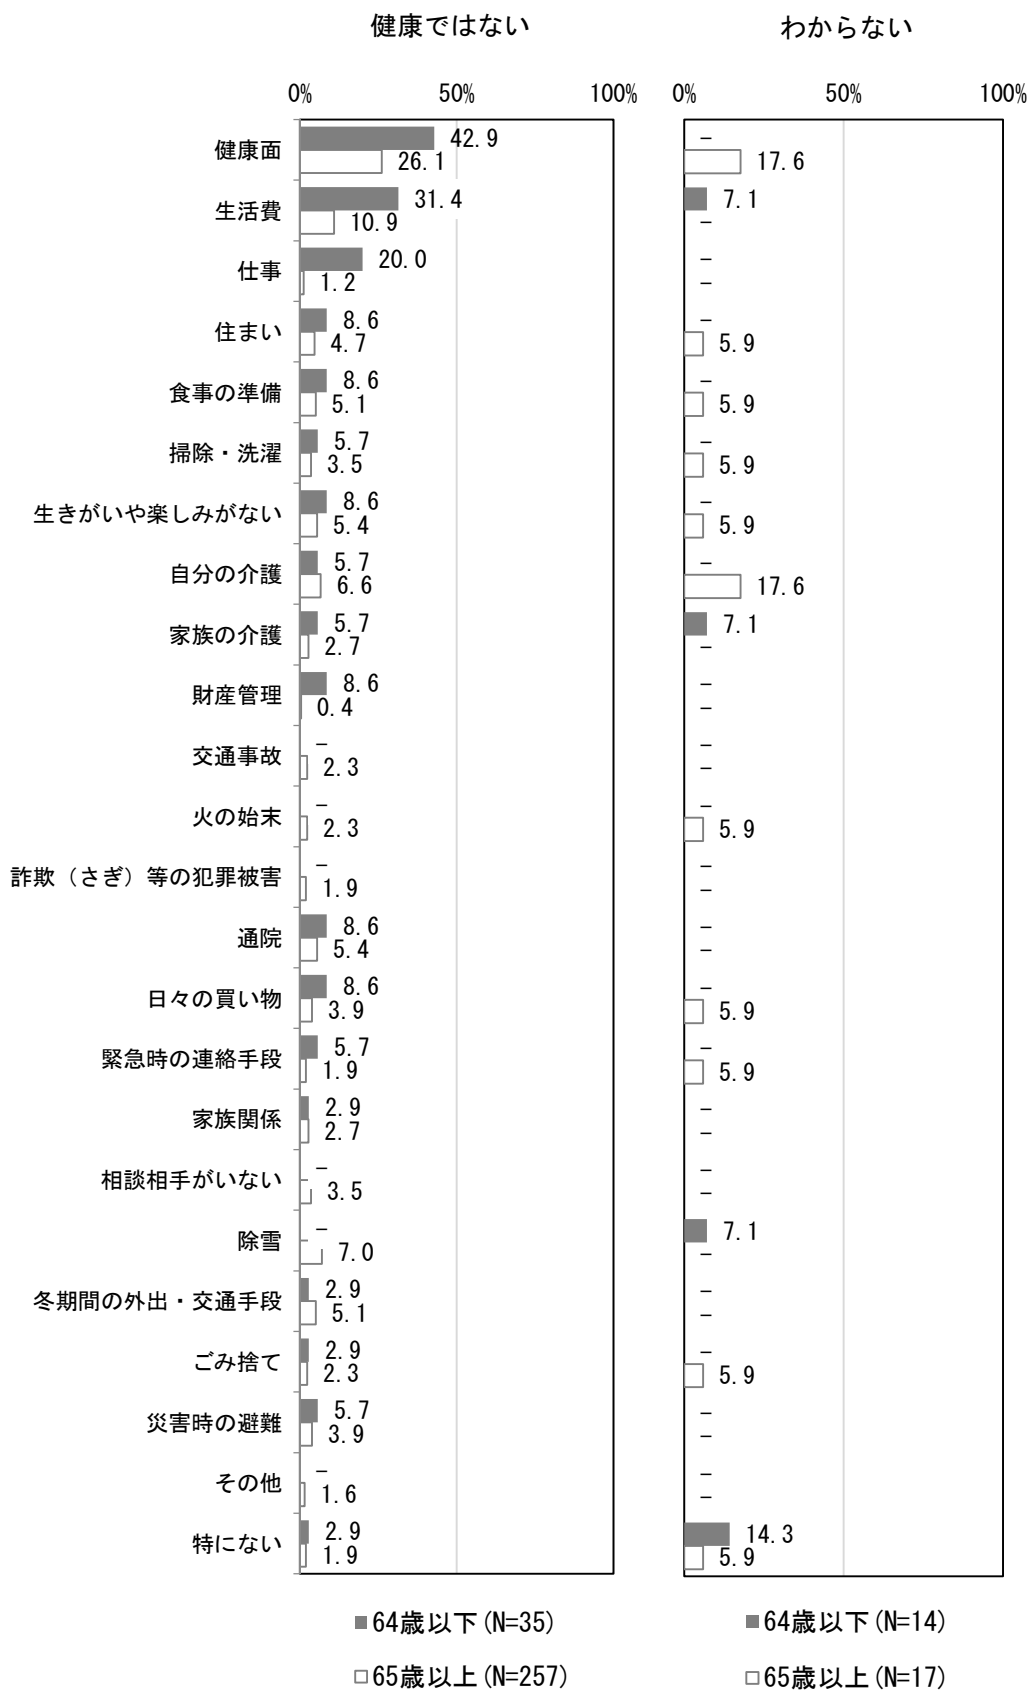 健康ではない わからない
0% 50% 100% 0% 50% 100%
健康面 42.9 －
26.1 17.6
生活費 31.4 7.1
10.9 －
仕事 20.0 －
1.2 －
住まい 8.6 －
4.7 5.9
食事の準備 8.6 －
5.1 5.9
掃除・洗濯 5.7 －
3.5 5.9
生きがいや楽しみがない 8.6 －
5.4 5.9
自分の介護 5.7 －
6.6 17.6
家族の介護 5.7 7.1
2.7 －
財産管理 8.6 －
0.4 －
交通事故 － －
2.3 －
火の始末 － －
2.3 5.9
詐欺（さぎ）等の犯罪被害 － －
1.9 －
通院 8.6 －
5.4 －
日々の買い物 8.6 －
3.9 5.9
緊急時の連絡手段 5.7 －
1.9 5.9
家族関係 2.9 －
2.7 －
相談相手がいない － －
3.5 －
除雪 － 7.1
7.0 －
冬期間の外出・交通手段 2.9 －
5.1 －
ごみ捨て 2.9 －
2.3 5.9
災害時の避難 5.7 －
3.9 －
その他 － －
1.6 －
特にない 2.9 14.3
1.9 5.9
64歳以下(N=35) 64歳以下(N=14)
65歳以上(N=257) 65歳以上(N=17)